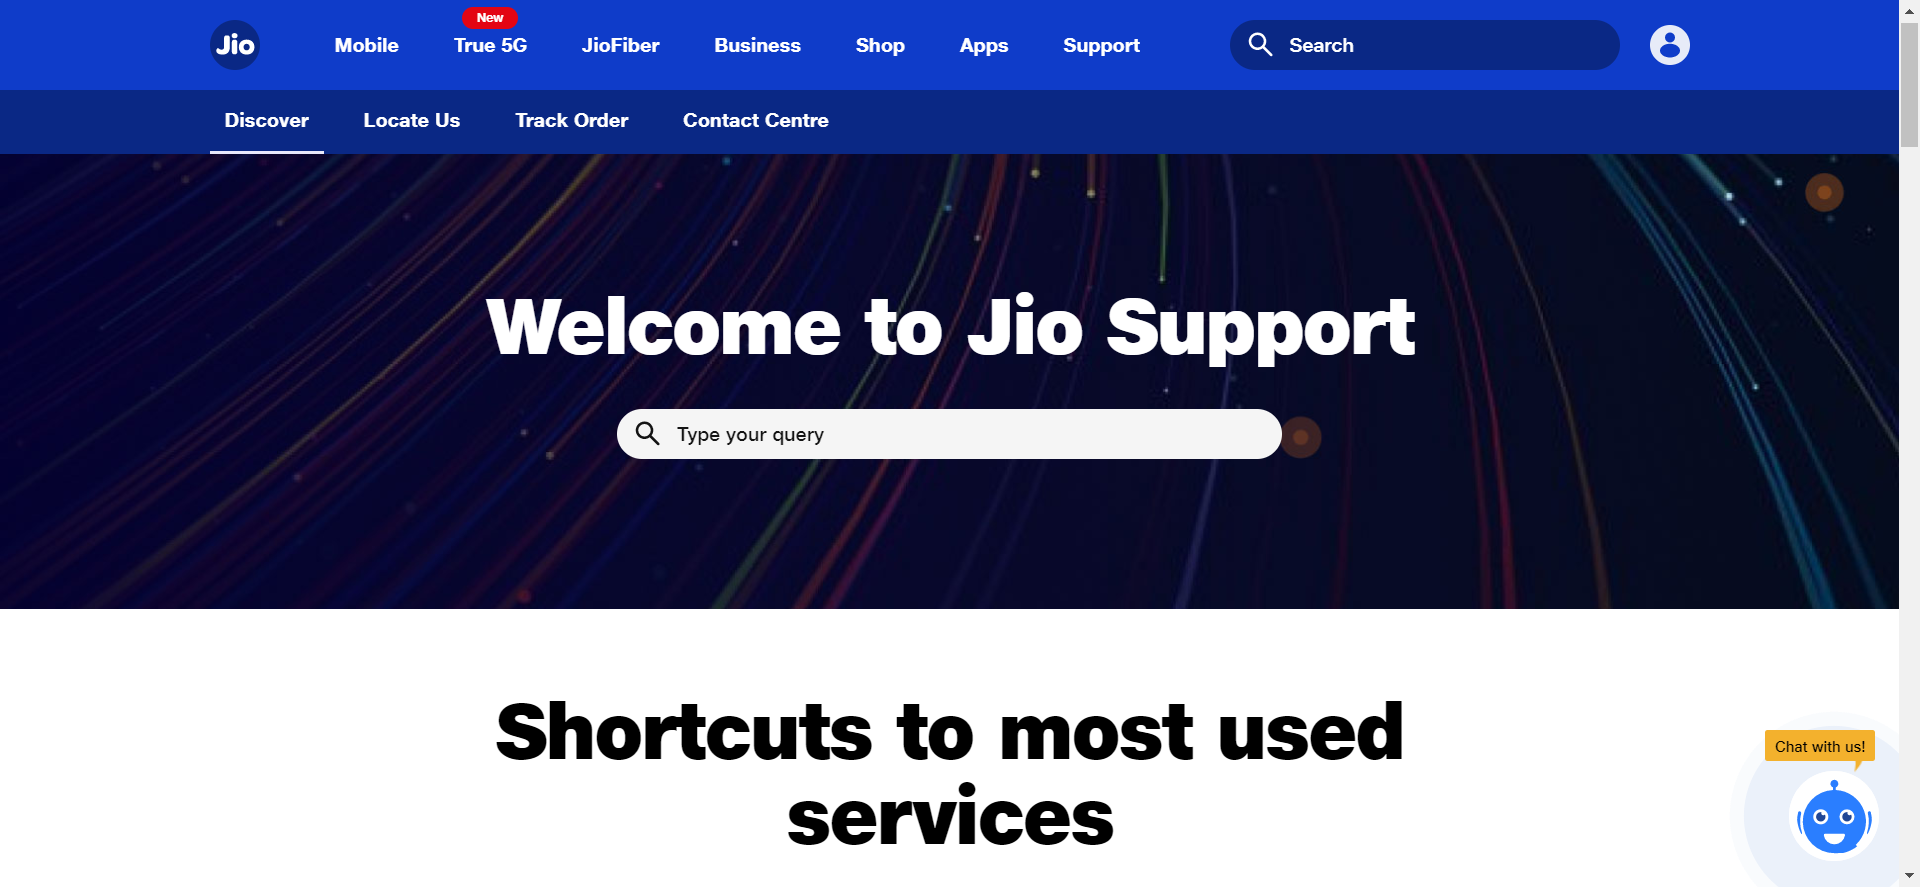 New
Jio
Mobile
True 5G
JioFiber
Business
Shop
Apps
Support
Search
Discover
Locate Us
Track Order
Contact Centre
Welcome to Jio Support
Type your query
Shortcuts to most used
services
Chat with us!